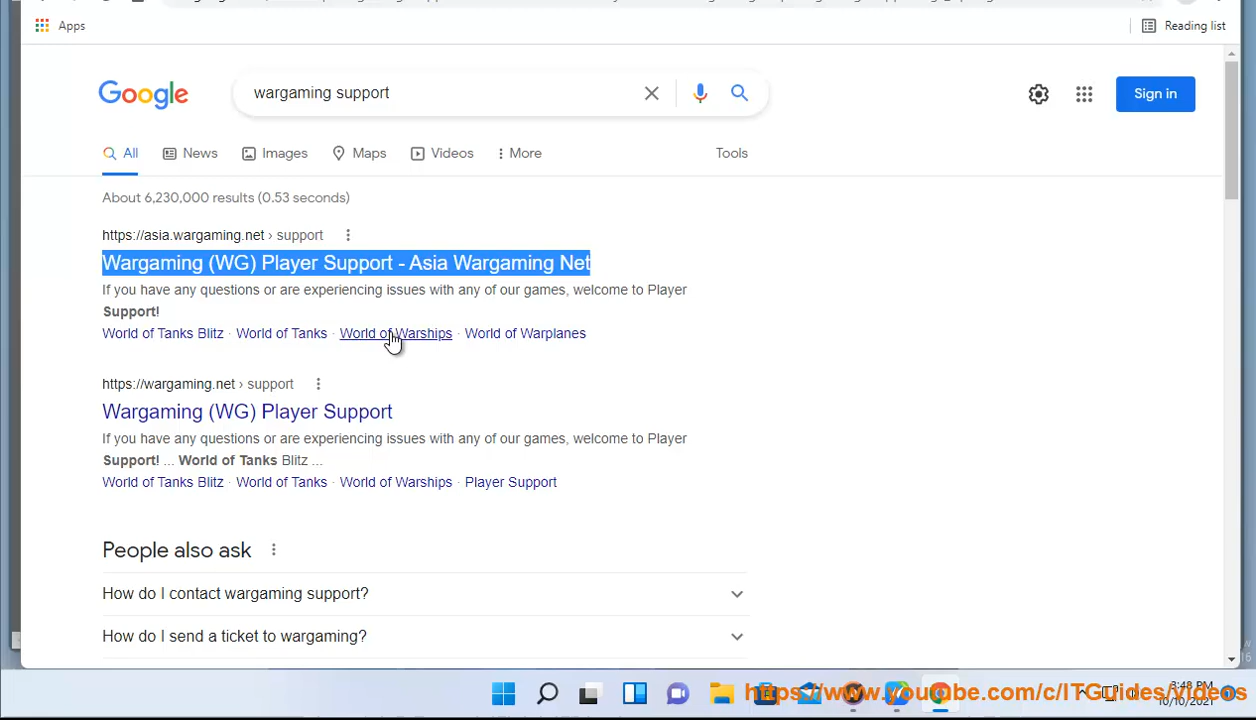 Apps
Reading list
Google
wargaming support
Sign in
All
News
Images
Maps
Videos
More
Tools
About 6,230,000 results (0.53 seconds)
https://asia.wargaming.net › support
Wargaming (WG) Player Support - Asia Wargaming Net
If you have any questions or are experiencing issues with any of our games, welcome to Player
Support!
World of Tanks Blitz · World of Tanks · World of Warships · World of Warplanes
https://wargaming.net › support
Wargaming (WG) Player Support
If you have any questions or are experiencing issues with any of our games, welcome to Player
Support! ... World of Tanks Blitz ...
World of Tanks Blitz · World of Tanks · World of Warships · Player Support
People also ask
How do I contact wargaming support?
How do I send a ticket to wargaming?
3:48 PM
https://www.youtube.com/c/ITGuides/videos
10/10/2021